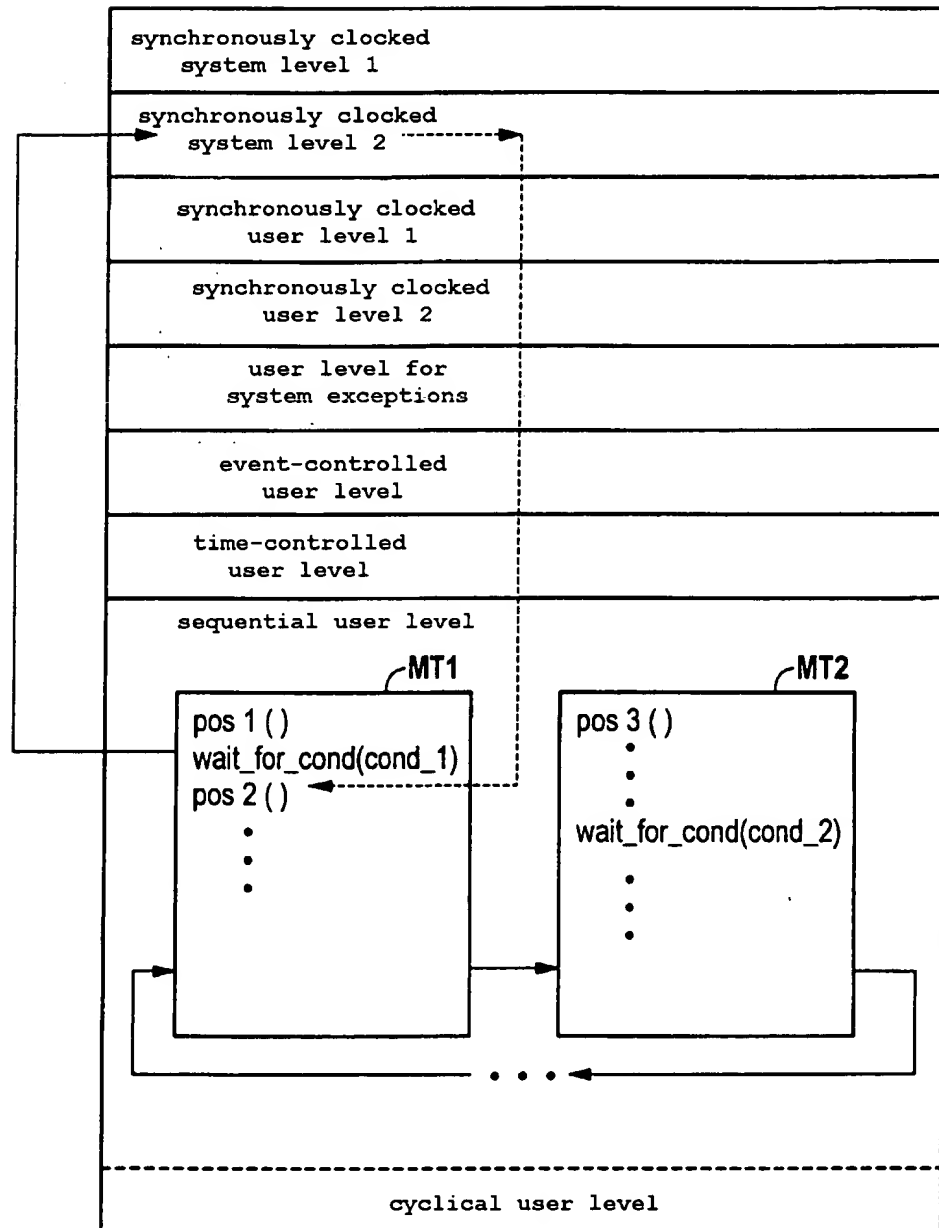 synchronously clocked
system level 1
synchronously clocked
system level 2
synchronously clocked
user level 1
synchronously clocked
user level 2
user level for
system exceptions
event-controlled
user level
time-controlled
user level
sequential user level
MT1
pos 1 ( )
wait_for_cond(cond_1)
pos 2 ( )
MT2
pos 3 ( )
wait_for_cond(cond_2)
cyclical user level